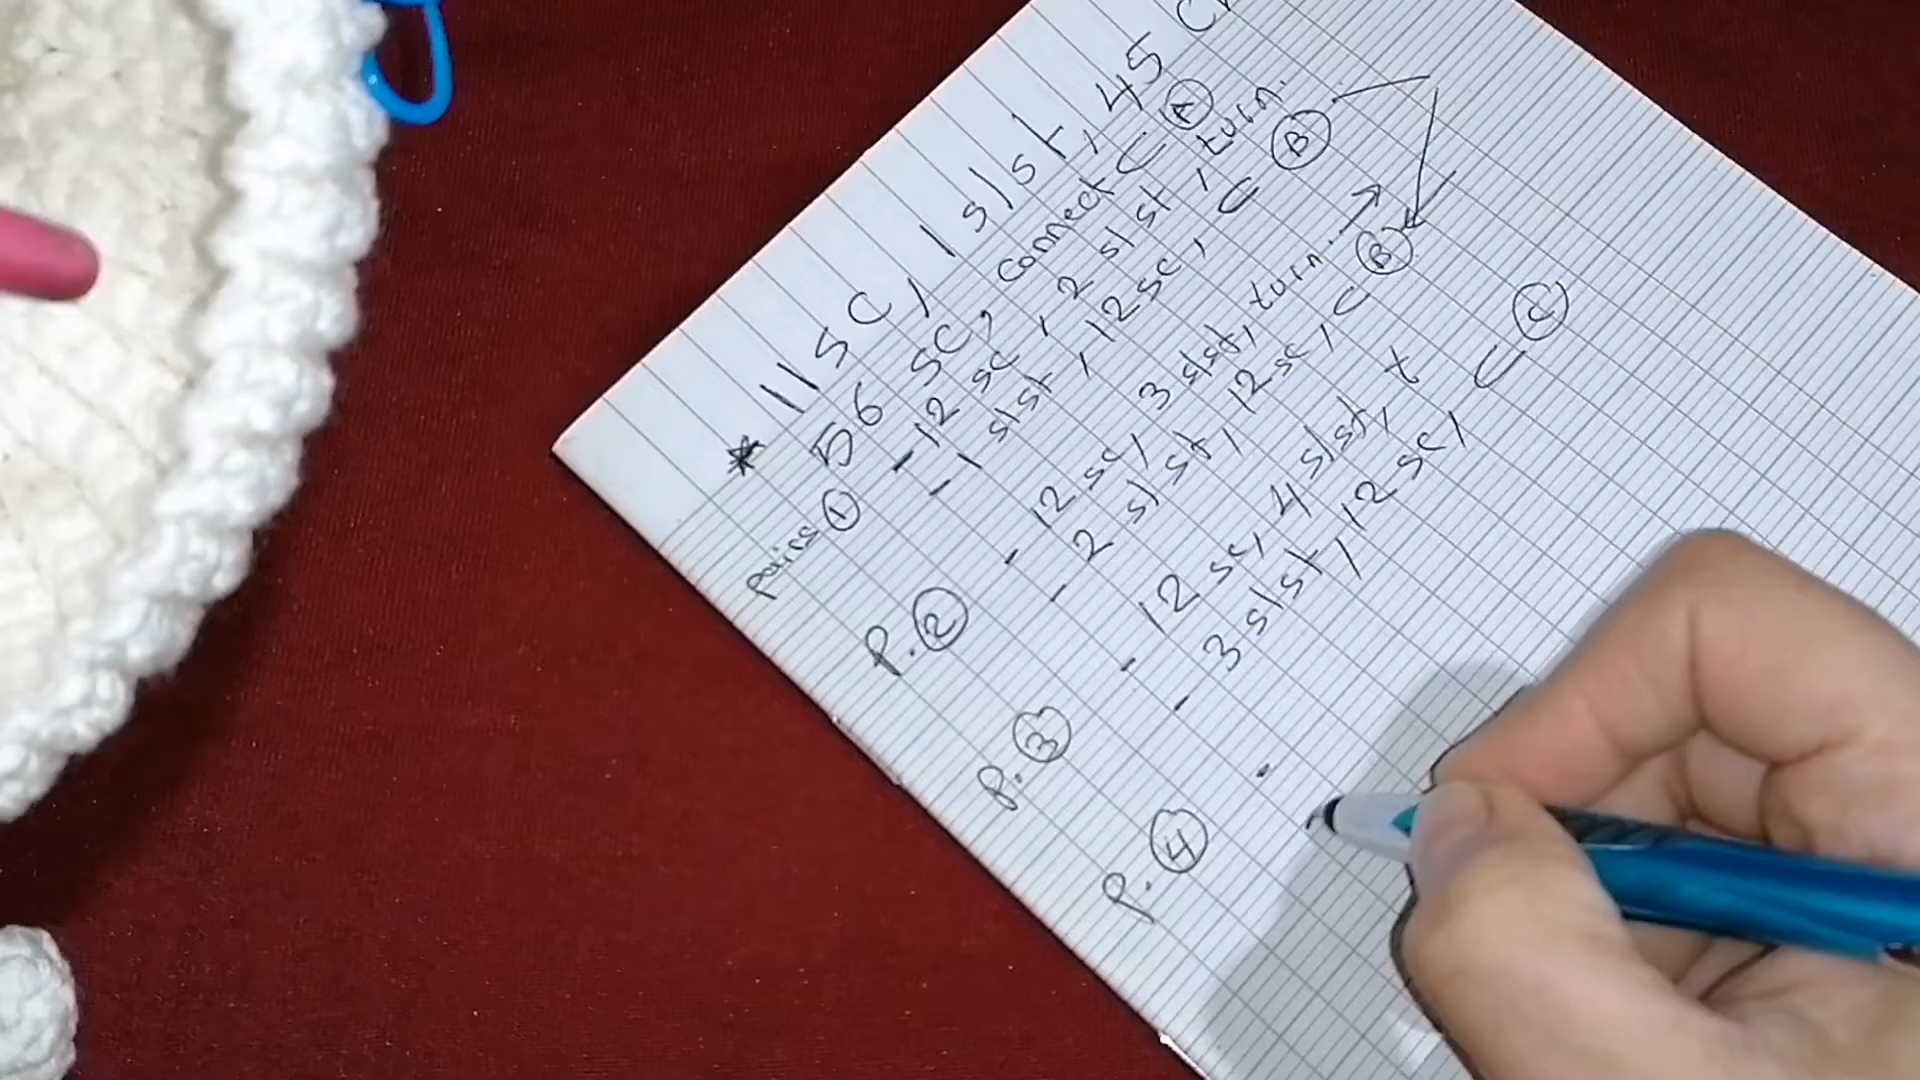 * 11 sc, 1 slst, 45 C
56 sc, connect C (A)
pairs (1) - 12 sc, 2 slst, turn.
- 1 slst, 12 sc, C (B)
P. (2) - 12 sc, 3 slst, turn.
- 2 slst, 12 sc, C (B)
P. (3) - 12 sc, 4 slst, t
- 3 slst, 12 sc, C (C)
P. (4) -